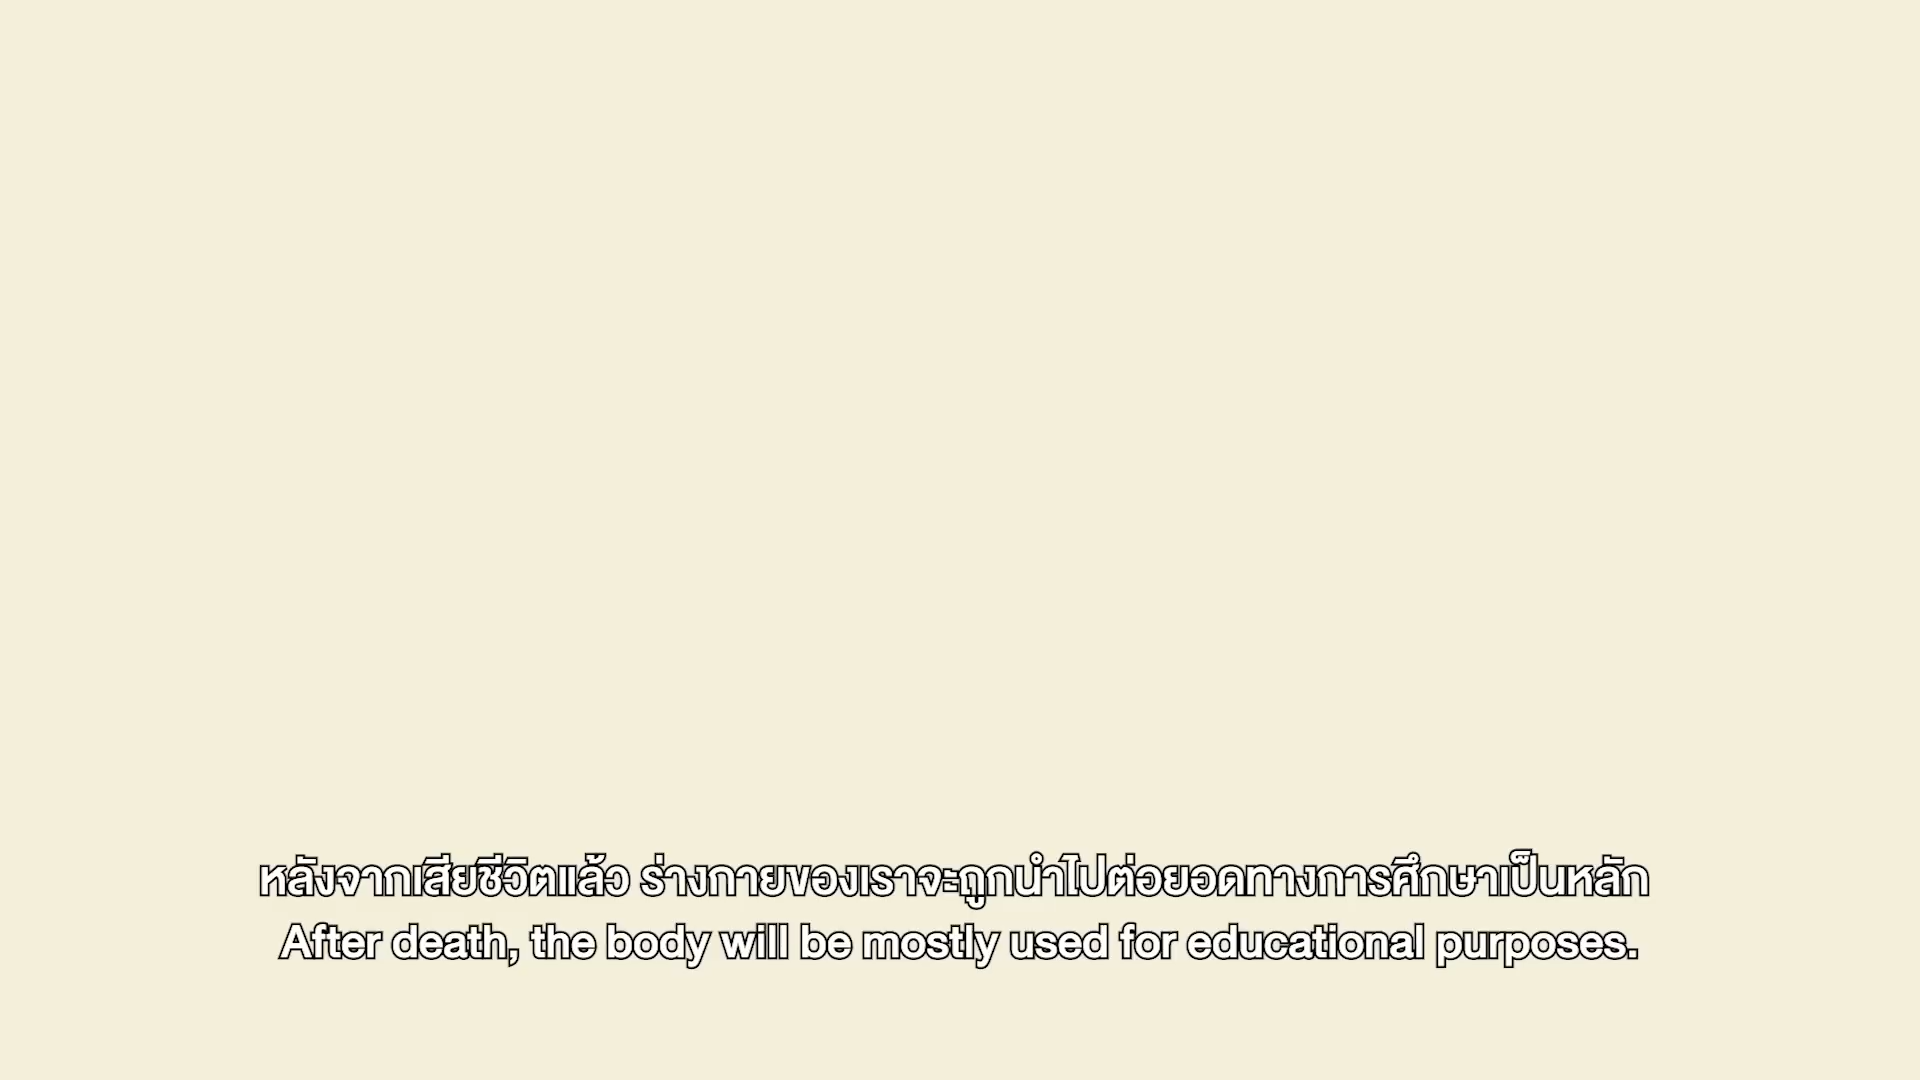 หลังจากเสียชีวิตแล้ว ร่างกายของเราจะถูกนำไปต่อยอดทางการศึกษาเป็นหลัก
After death, the body will be mostly used for educational purposes.